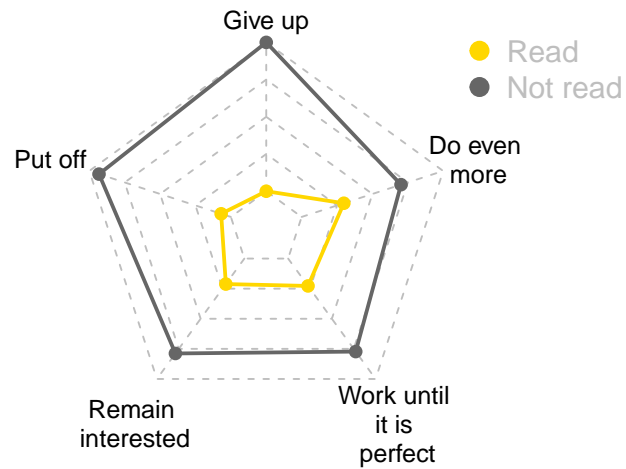 Give up
Read
Not read
Put off
Do even
more
Remain
interested
Work until
it is
perfect